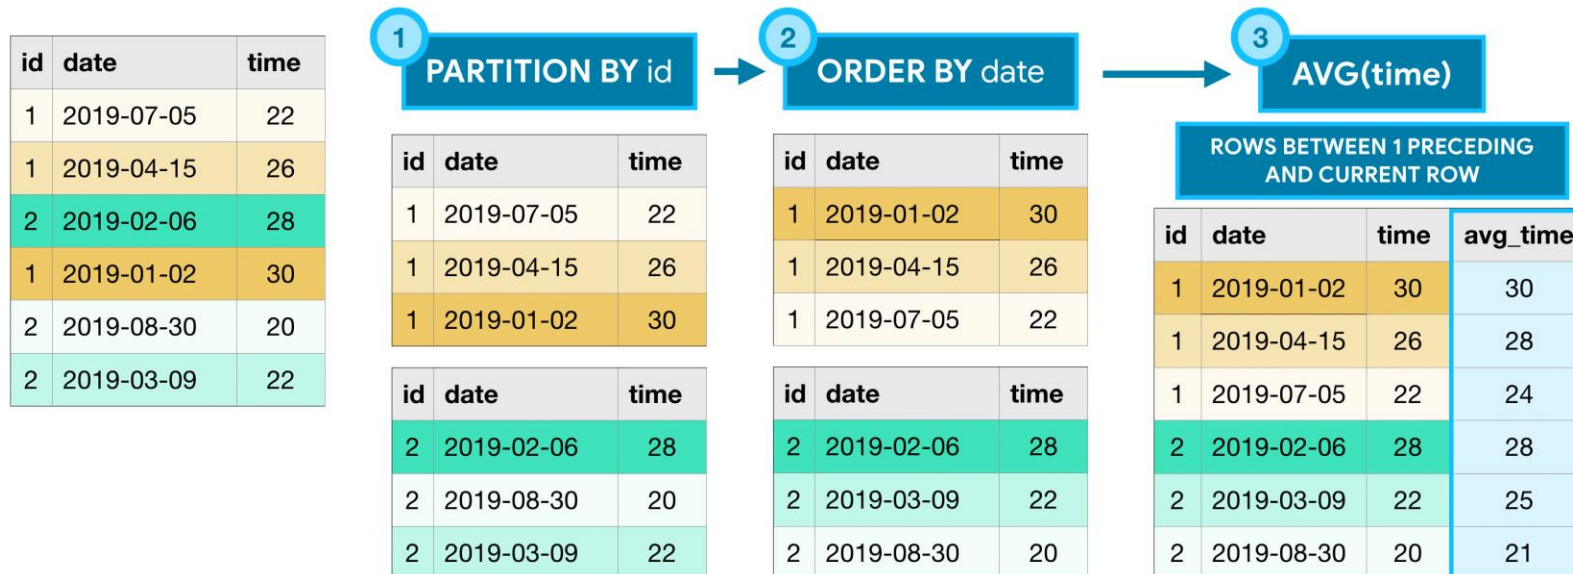 id date time
1 2019-07-05 22
1 2019-04-15 26
2 2019-02-06 28
1 2019-01-02 30
2 2019-08-30 20
2 2019-03-09 22
1
PARTITION BY id
id date time
1 2019-07-05 22
1 2019-04-15 26
1 2019-01-02 30
id date time
2 2019-02-06 28
2 2019-08-30 20
2 2019-03-09 22
2
ORDER BY date
id date time
1 2019-01-02 30
1 2019-04-15 26
1 2019-07-05 22
id date time
2 2019-02-06 28
2 2019-03-09 22
2 2019-08-30 20
3
AVG(time)
ROWS BETWEEN 1 PRECEDING
AND CURRENT ROW
id date time avg_time
1 2019-01-02 30 30
1 2019-04-15 26 28
1 2019-07-05 22 24
2 2019-02-06 28 28
2 2019-03-09 22 25
2 2019-08-30 20 21